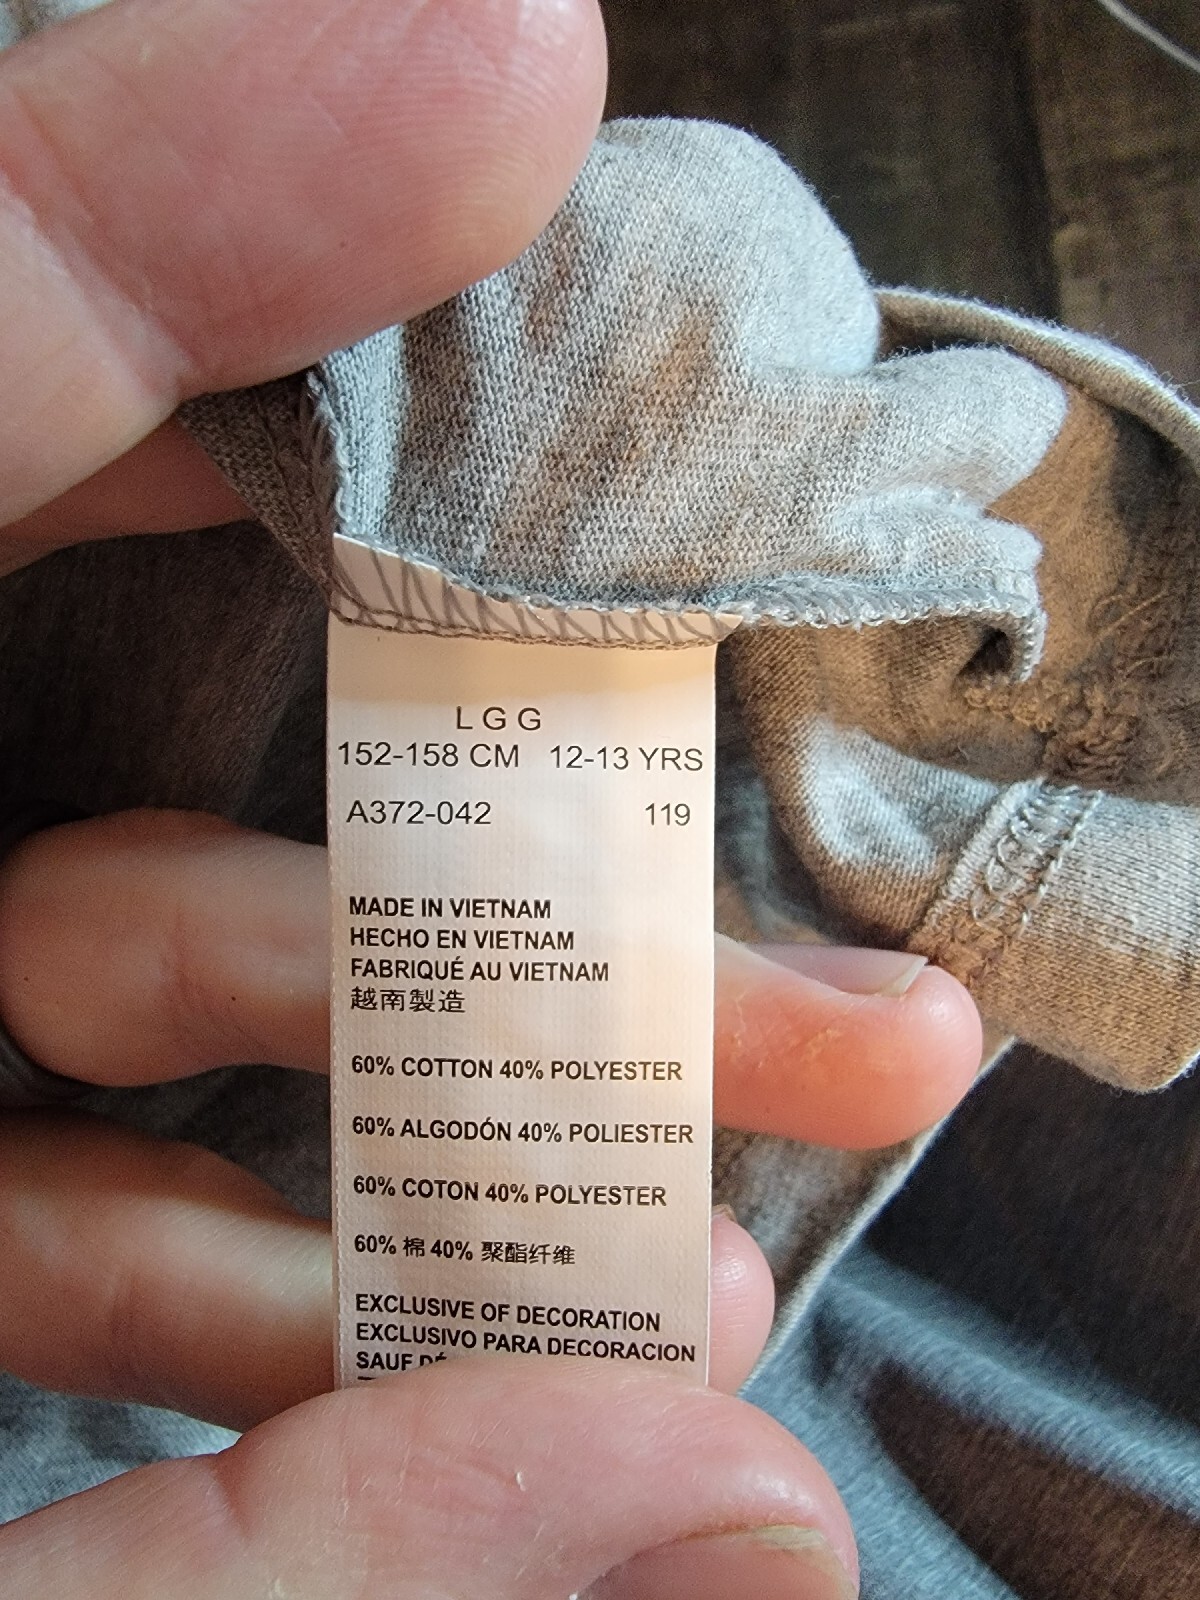 L G G
152-158 CM 12-13 YRS
A372-042 119
MADE IN VIETNAM
HECHO EN VIETNAM
FABRIQUÉ AU VIETNAM
越南製造
60% COTTON 40% POLYESTER
60% ALGODÓN 40% POLIESTER
60% COTON 40% POLYESTER
60% 棉 40% 聚酯纤维
EXCLUSIVE OF DECORATION
EXCLUSIVO PARA DECORACION
SAUF